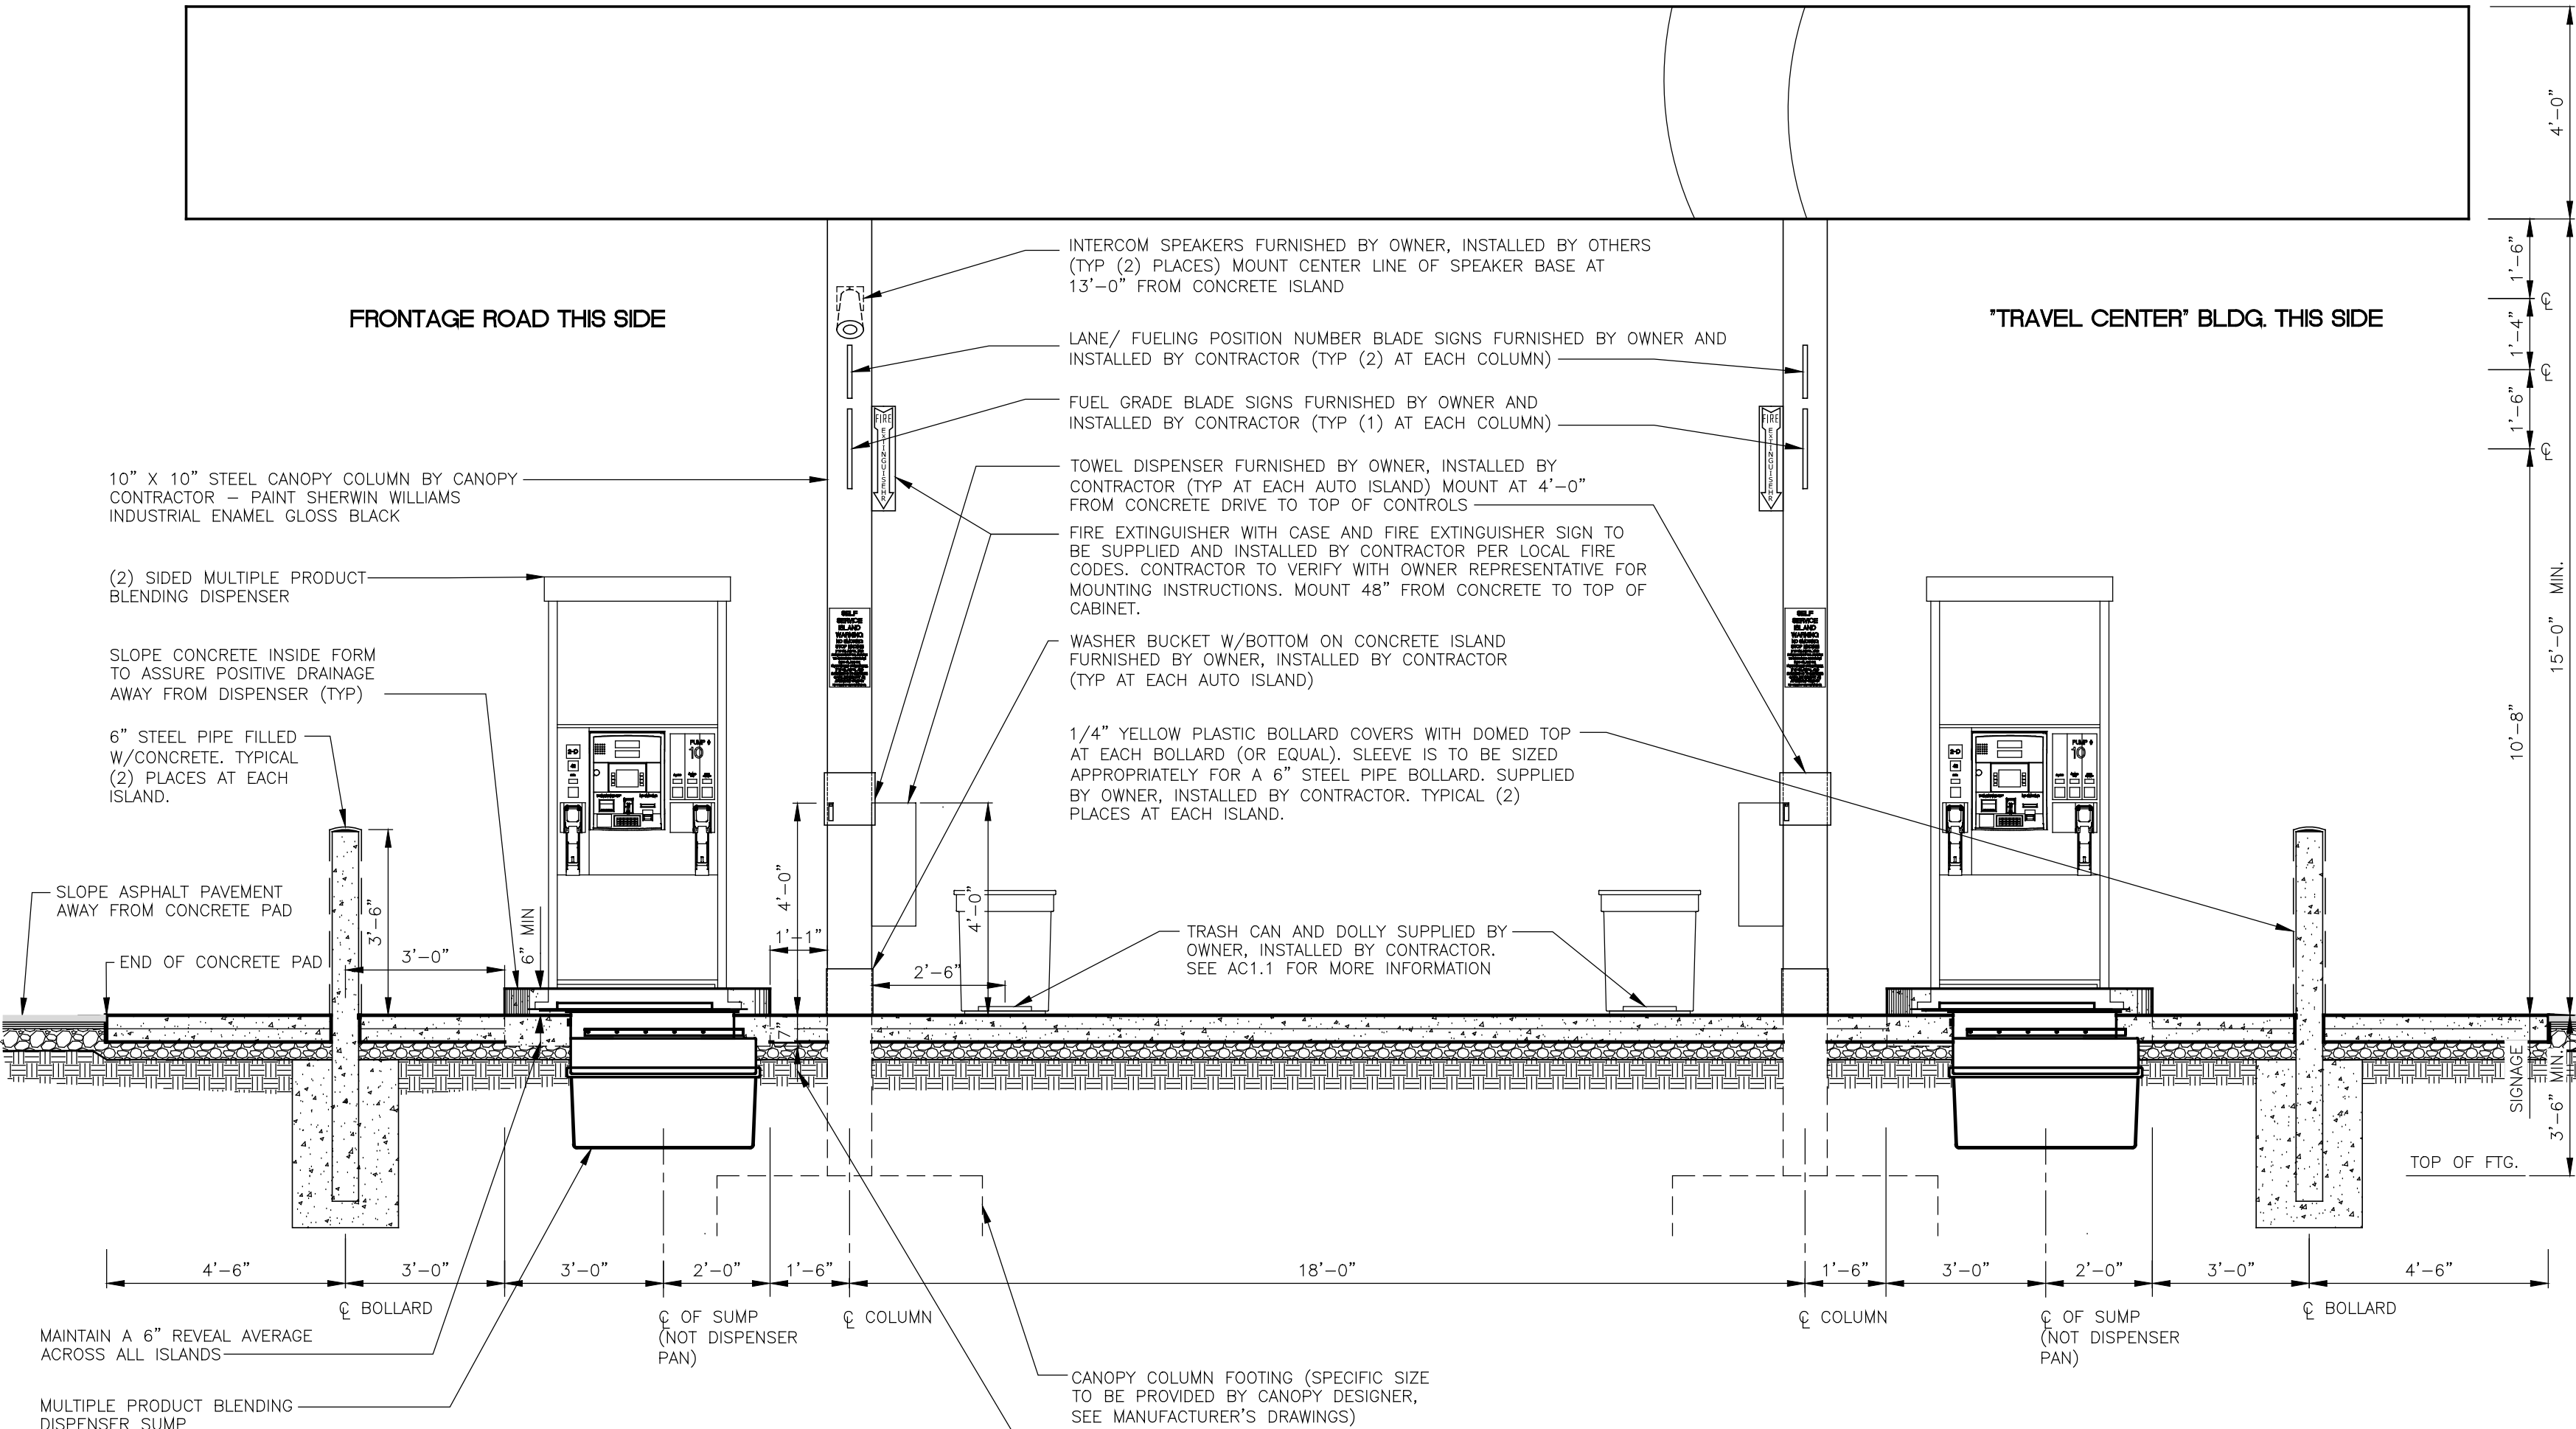 4'-0"
INTERCOM SPEAKERS FURNISHED BY OWNER, INSTALLED BY OTHERS
(TYP (2) PLACES) MOUNT CENTER LINE OF SPEAKER BASE AT
13'-0" FROM CONCRETE ISLAND
FRONTAGE ROAD THIS SIDE
"TRAVEL CENTER" BLDG. THIS SIDE
LANE/ FUELING POSITION NUMBER BLADE SIGNS FURNISHED BY OWNER AND
INSTALLED BY CONTRACTOR (TYP (2) AT EACH COLUMN)
FUEL GRADE BLADE SIGNS FURNISHED BY OWNER AND
INSTALLED BY CONTRACTOR (TYP (1) AT EACH COLUMN)
1'-6"
1'-4"
1'-6"
℄
℄
℄
FIRE
EXTINGUISEHR
FIRE
EXTINGUISEHR
TOWEL DISPENSER FURNISHED BY OWNER, INSTALLED BY
CONTRACTOR (TYP AT EACH AUTO ISLAND) MOUNT AT 4'-0"
FROM CONCRETE DRIVE TO TOP OF CONTROLS
10" X 10" STEEL CANOPY COLUMN BY CANOPY
CONTRACTOR – PAINT SHERWIN WILLIAMS
INDUSTRIAL ENAMEL GLOSS BLACK
FIRE EXTINGUISHER WITH CASE AND FIRE EXTINGUISHER SIGN TO
BE SUPPLIED AND INSTALLED BY CONTRACTOR PER LOCAL FIRE
CODES. CONTRACTOR TO VERIFY WITH OWNER REPRESENTATIVE FOR
MOUNTING INSTRUCTIONS. MOUNT 48" FROM CONCRETE TO TOP OF
CABINET.
(2) SIDED MULTIPLE PRODUCT
BLENDING DISPENSER
15'-0" MIN.
SELF
SERVICE
ISLAND
WARNING
SELF
SERVICE
ISLAND
WARNING
WASHER BUCKET W/BOTTOM ON CONCRETE ISLAND
FURNISHED BY OWNER, INSTALLED BY CONTRACTOR
(TYP AT EACH AUTO ISLAND)
SLOPE CONCRETE INSIDE FORM
TO ASSURE POSITIVE DRAINAGE
AWAY FROM DISPENSER (TYP)
6" STEEL PIPE FILLED
W/CONCRETE. TYPICAL
(2) PLACES AT EACH
ISLAND.
1/4" YELLOW PLASTIC BOLLARD COVERS WITH DOMED TOP
AT EACH BOLLARD (OR EQUAL). SLEEVE IS TO BE SIZED
APPROPRIATELY FOR A 6" STEEL PIPE BOLLARD. SUPPLIED
BY OWNER, INSTALLED BY CONTRACTOR. TYPICAL (2)
PLACES AT EACH ISLAND.
10'-8"
PUMP #
10
PUMP #
10
SLOPE ASPHALT PAVEMENT
AWAY FROM CONCRETE PAD
END OF CONCRETE PAD
3'-6"
3'-0"
6" MIN
4'-0"
1'-1"
4'-0"
2'-6"
7"
TRASH CAN AND DOLLY SUPPLIED BY
OWNER, INSTALLED BY CONTRACTOR.
SEE AC1.1 FOR MORE INFORMATION
SIGNAGE
3'-6" MIN.
TOP OF FTG.
4'-6" 3'-0" 3'-0" 2'-0" 1'-6" 18'-0" 1'-6" 3'-0" 2'-0" 3'-0" 4'-6"
℄ BOLLARD
℄ OF SUMP
(NOT DISPENSER
PAN)
℄ COLUMN
℄ COLUMN
℄ OF SUMP
(NOT DISPENSER
PAN)
℄ BOLLARD
MAINTAIN A 6" REVEAL AVERAGE
ACROSS ALL ISLANDS
CANOPY COLUMN FOOTING (SPECIFIC SIZE
TO BE PROVIDED BY CANOPY DESIGNER,
SEE MANUFACTURER'S DRAWINGS)
MULTIPLE PRODUCT BLENDING
DISPENSER SUMP